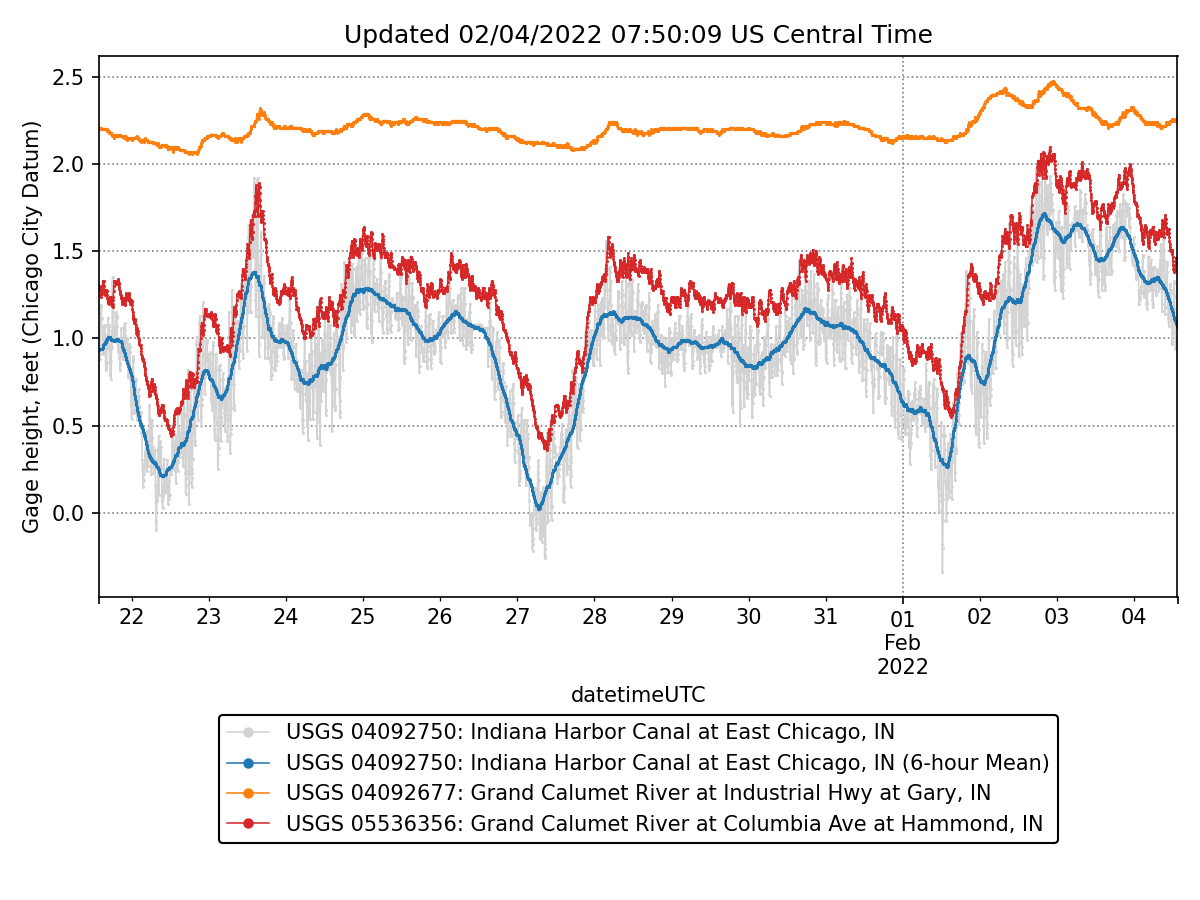 Updated 02/04/2022 07:50:09 US Central Time
Gage height, feet (Chicago City Datum)
2.5
2.0
1.5
1.0
0.5
0.0
22 23 24 25 26 27 28 29 30 31 01 02 03 04
Feb
2022
datetimeUTC
USGS 04092750: Indiana Harbor Canal at East Chicago, IN
USGS 04092750: Indiana Harbor Canal at East Chicago, IN (6-hour Mean)
USGS 04092677: Grand Calumet River at Industrial Hwy at Gary, IN
USGS 05536356: Grand Calumet River at Columbia Ave at Hammond, IN